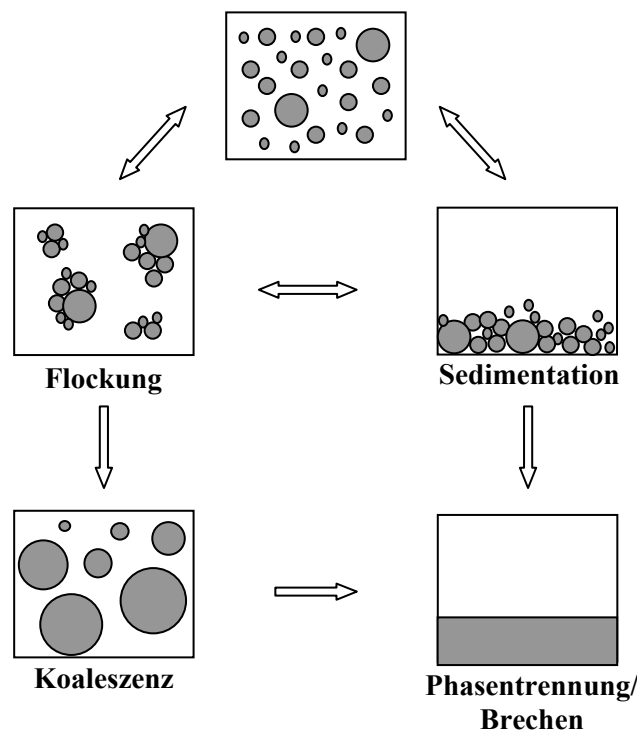 Flockung
Sedimentation
Koaleszenz
Phasentrennung/
Brechen